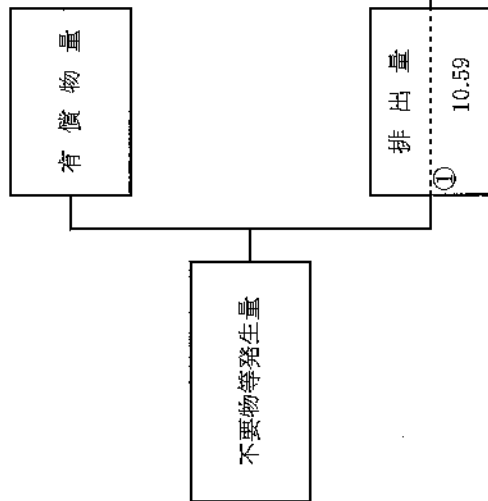 不要物等発生量
有償物量
排出量
①
10.59